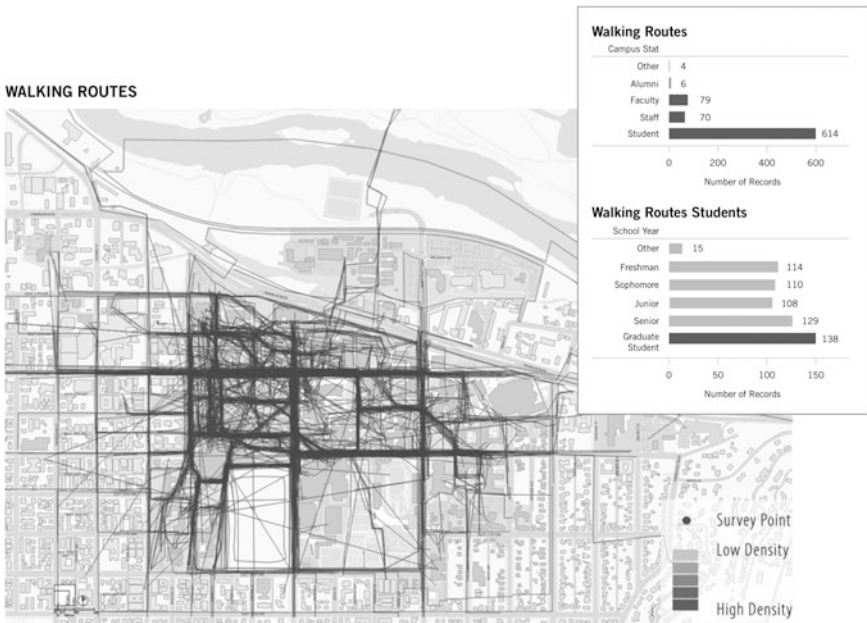 WALKING ROUTES
Walking Routes
Campus Stat
Other 4
Alumni 6
Faculty 79
Staff 70
Student 614
0 200 400 600
Number of Records
Walking Routes Students
School Year
Other 15
Freshman 114
Sophomore 110
Junior 108
Senior 129
Graduate
Student 138
0 50 100 150
Number of Records
Survey Point
Low Density
High Density